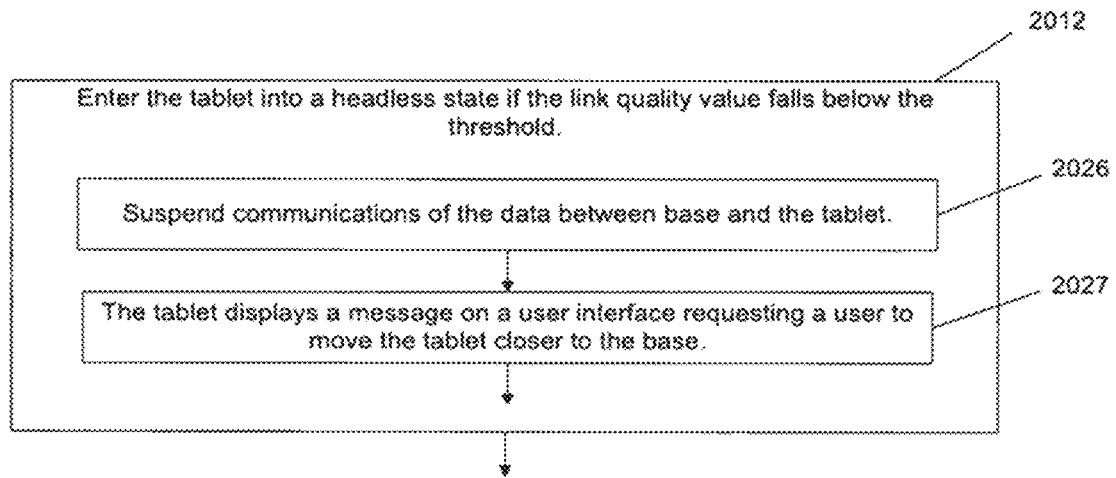 2012
Enter the tablet into a headless state if the link quality value falls below the
threshold.
2026
Suspend communications of the data between base and the tablet.
2027
The tablet displays a message on a user interface requesting a user to
move the tablet closer to the base.